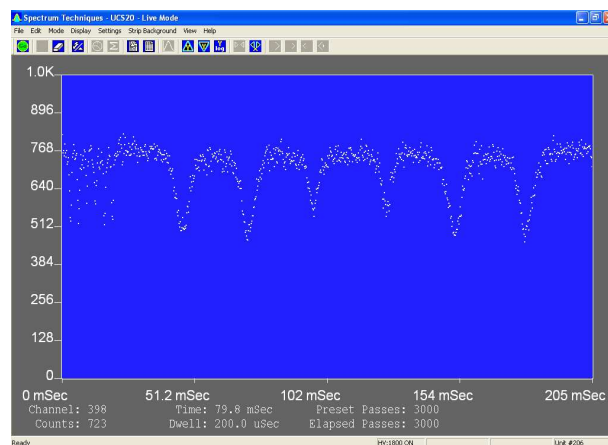 Spectrum Techniques - UCS20 - Live Mode
File Edit Mode Display Settings Strip Background View Help
Y log
1.0K
896
768
640
512
384
256
128
0
0 mSec 51.2 mSec 102 mSec 154 mSec 205 mSec
Channel: 398 Time: 79.8 mSec Preset Passes: 3000
Counts: 723 Dwell: 200.0 uSec Elapsed Passes: 3000
Ready HV:1800 ON Unit #206